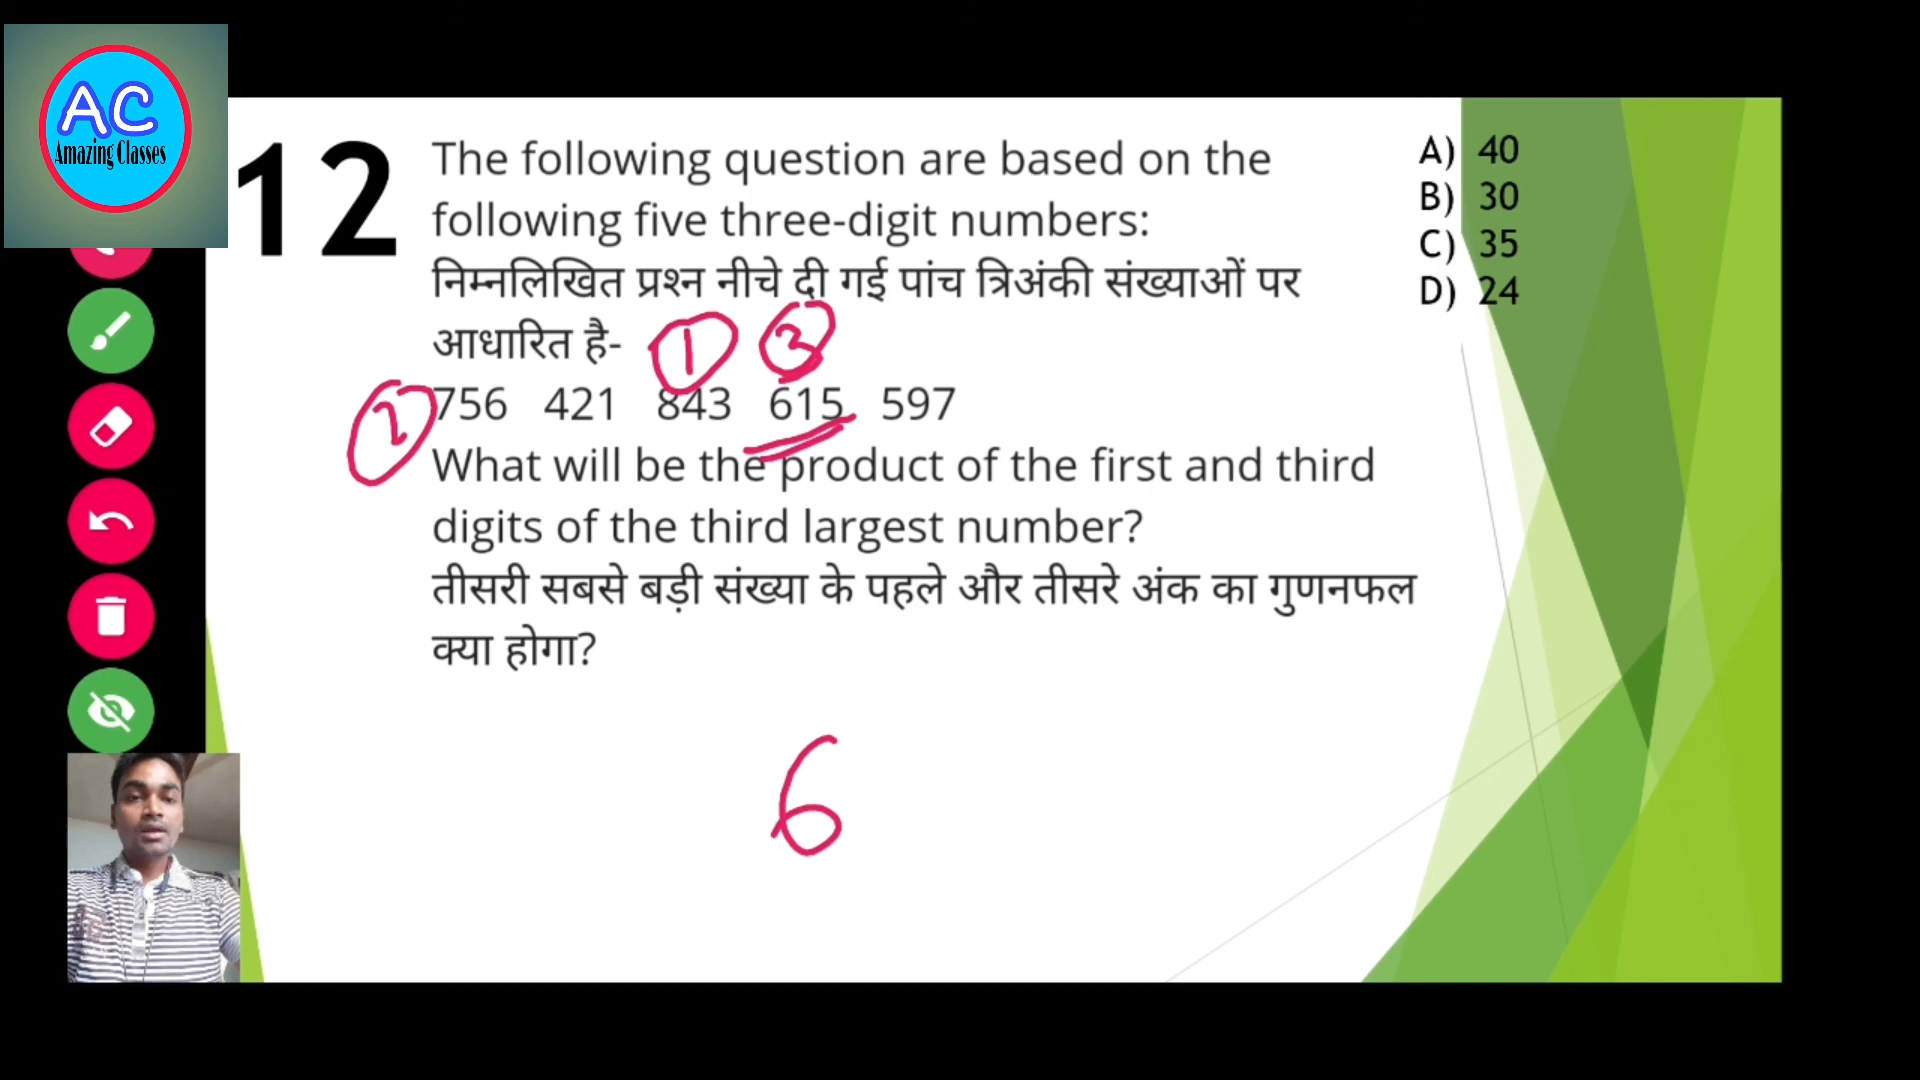 AC
Amazing Classes
12
The following question are based on the
following five three-digit numbers:
निम्नलिखित प्रश्न नीचे दी गई पांच त्रिअंकी संख्याओं पर
आधारित है-
1 3
2
756 421 843 615 597
What will be the product of the first and third
digits of the third largest number?
तीसरी सबसे बड़ी संख्या के पहले और तीसरे अंक का गुणनफल
क्या होगा?
6
A) 40
B) 30
C) 35
D) 24